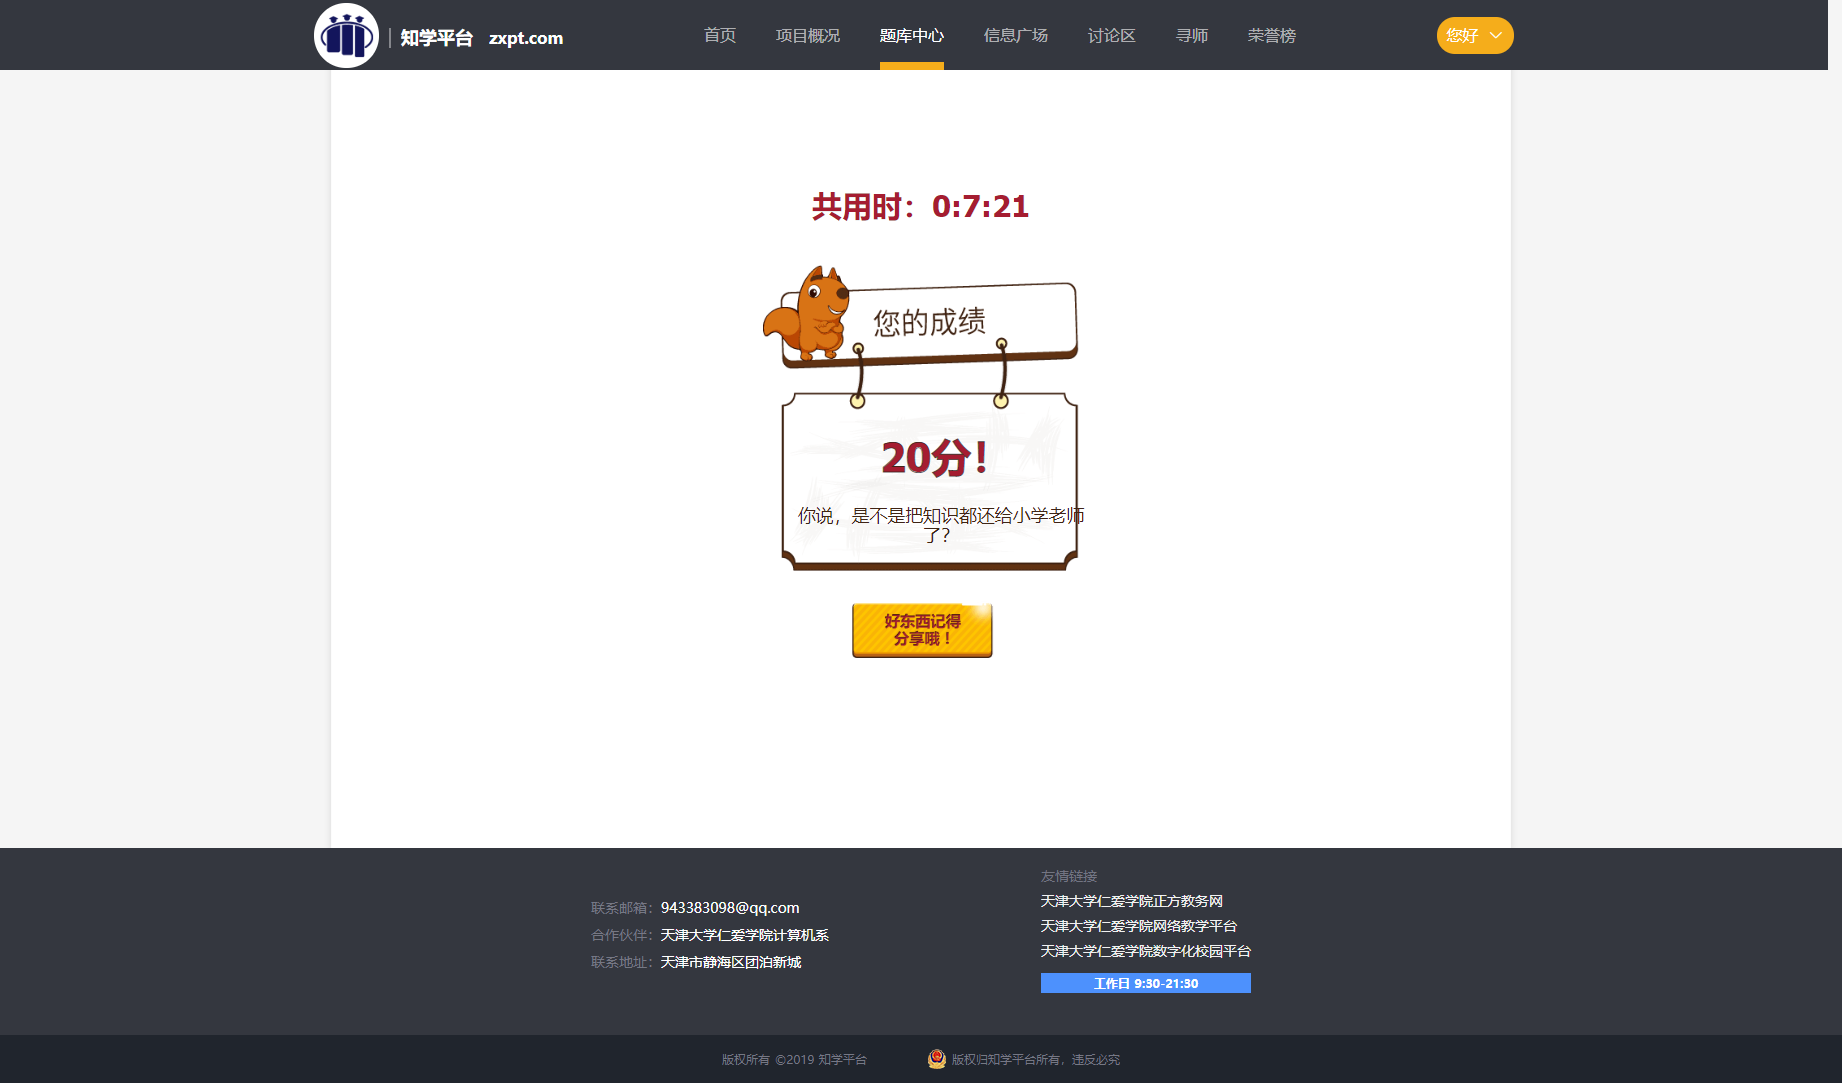 知学平台 zxpt.com
首页 项目概况 题库中心 信息广场 讨论区 寻师 荣誉榜 您好
共用时：0:7:21
您的成绩
20分！
你说，是不是把知识都还给小学老师
了？
好东西记得
分享哦！
联系邮箱：943383098@qq.com
合作伙伴：天津大学仁爱学院计算机系
联系地址：天津市静海区团泊新城
友情链接
天津大学仁爱学院正方教务网
天津大学仁爱学院网络教学平台
天津大学仁爱学院数字化校园平台
工作日 9:30-21:30
版权所有 ©2019 知学平台 版权归知学平台所有，违反必究